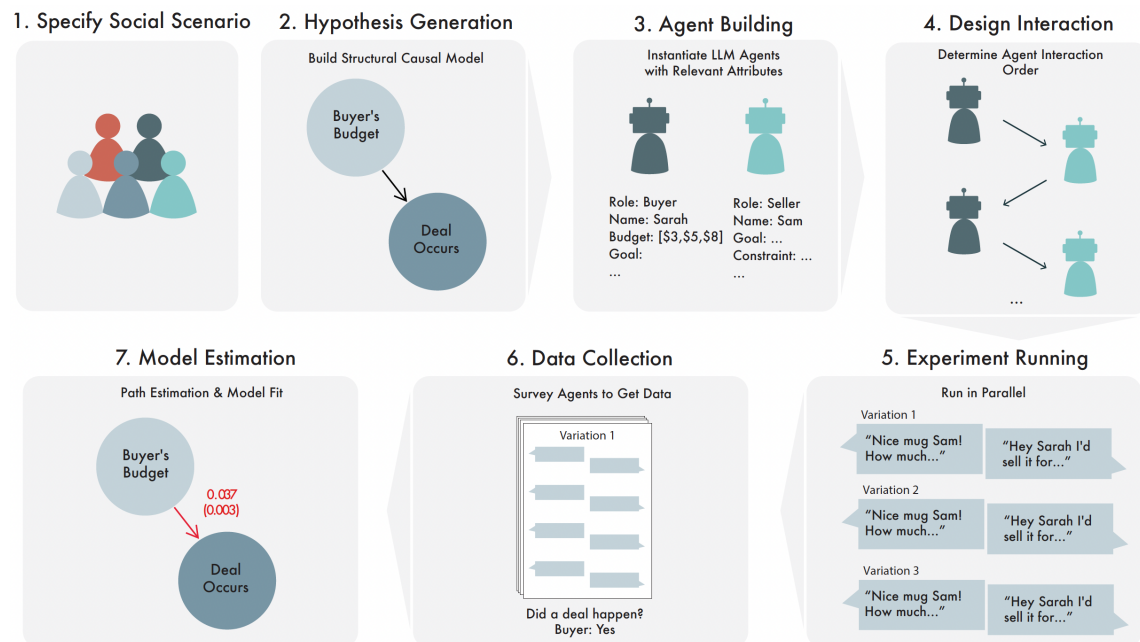 1. Specify Social Scenario
2. Hypothesis Generation
Build Structural Causal Model
Buyer's
Budget
Deal
Occurs
3. Agent Building
Instantiate LLM Agents
with Relevant Attributes
Role: Buyer
Name: Sarah
Budget: [$3,$5,$8]
Goal:
...
Role: Seller
Name: Sam
Goal: ...
Constraint: ...
...
4. Design Interaction
Determine Agent Interaction
Order
...
7. Model Estimation
Path Estimation & Model Fit
Buyer's
Budget
0.037
(0.003)
Deal
Occurs
6. Data Collection
Survey Agents to Get Data
Variation 1
Did a deal happen?
Buyer: Yes
5. Experiment Running
Run in Parallel
Variation 1
“Nice mug Sam!
How much...”
“Hey Sarah I'd
sell it for...”
Variation 2
“Nice mug Sam!
How much...”
“Hey Sarah I'd
sell it for...”
Variation 3
“Nice mug Sam!
How much...”
“Hey Sarah I'd
sell it for...”